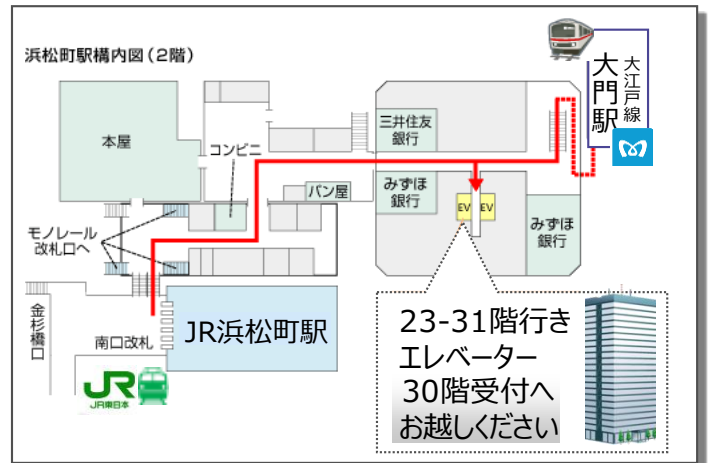 浜松町駅構内図(2階)
大江戸線
大門駅
本屋
コンビニ
三井住友
銀行
パン屋
みずほ
銀行
EV EV
みずほ
銀行
モノレール
改札口へ
金杉橋口
南口改札
JR浜松町駅
JR
JR東日本
23-31階行き
エレベーター
30階受付へ
お越しください